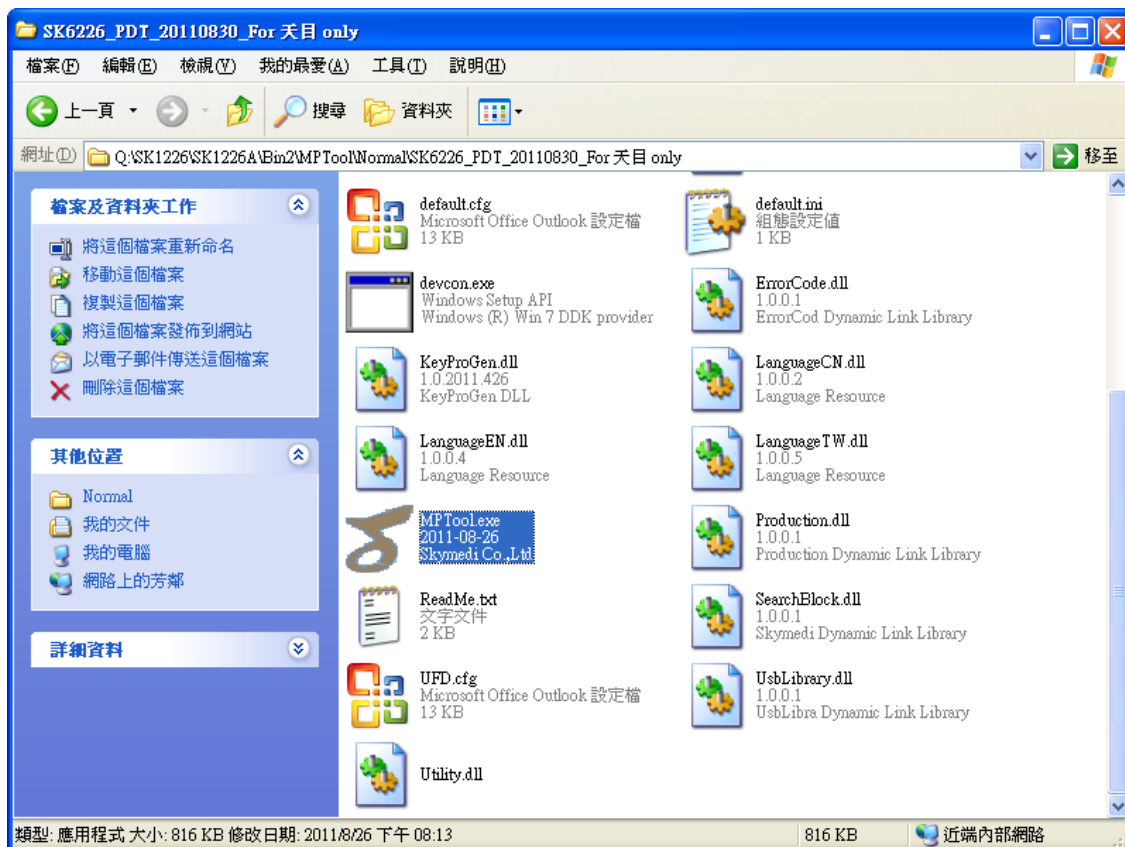 SK6226_PDT_20110830_For 天目 only
檔案(F) 編輯(E) 檢視(V) 我的最愛(A) 工具(T) 說明(H)
上一頁 搜尋 資料夾
網址(D) Q:\SK1226\SK1226A\Bin2\MPTool\Normal\SK6226_PDT_20110830_For 天目 only 移至
檔案及資料夾工作
將這個檔案重新命名
移動這個檔案
複製這個檔案
將這個檔案發佈到網站
以電子郵件傳送這個檔案
刪除這個檔案
其他位置
Normal
我的文件
我的電腦
網路上的芳鄰
詳細資料
default.cfg
Microsoft Office Outlook 設定檔
13 KB
default.ini
組態設定值
1 KB
devcon.exe
Windows Setup API
Windows (R) Win 7 DDK provider
ErrorCode.dll
1.0.0.1
ErrorCod Dynamic Link Library
KeyProGen.dll
1.0.2011.426
KeyProGen DLL
LanguageCN.dll
1.0.0.2
Language Resource
LanguageEN.dll
1.0.0.4
Language Resource
LanguageTW.dll
1.0.0.5
Language Resource
MPTool.exe
2011-08-26
Skymedi Co.,Ltd
Production.dll
1.0.0.1
Production Dynamic Link Library
ReadMe.txt
文字文件
2 KB
SearchBlock.dll
1.0.0.1
Skymedi Dynamic Link Library
UFD.cfg
Microsoft Office Outlook 設定檔
13 KB
UsbLibrary.dll
1.0.0.1
UsbLibra Dynamic Link Library
Utility.dll
類型: 應用程式 大小: 816 KB 修改日期: 2011/8/26 下午 08:13 816 KB 近端內部網路